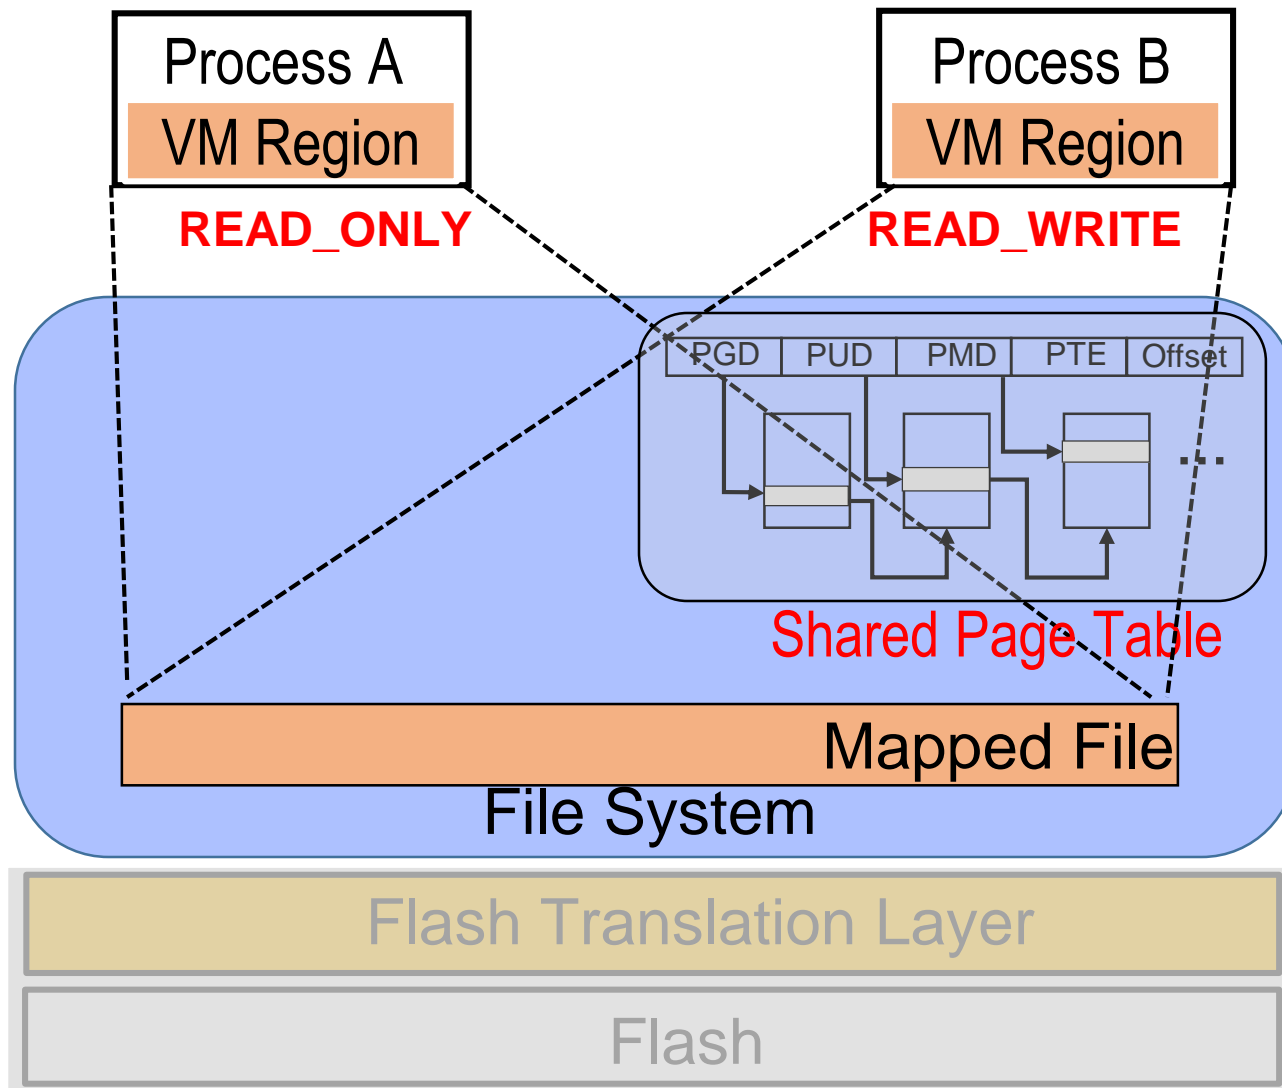 Process A
VM Region
Process B
VM Region
READ_ONLY
READ_WRITE
PGD PUD PMD PTE Offset
...
Shared Page Table
Mapped File
File System
Flash Translation Layer
Flash